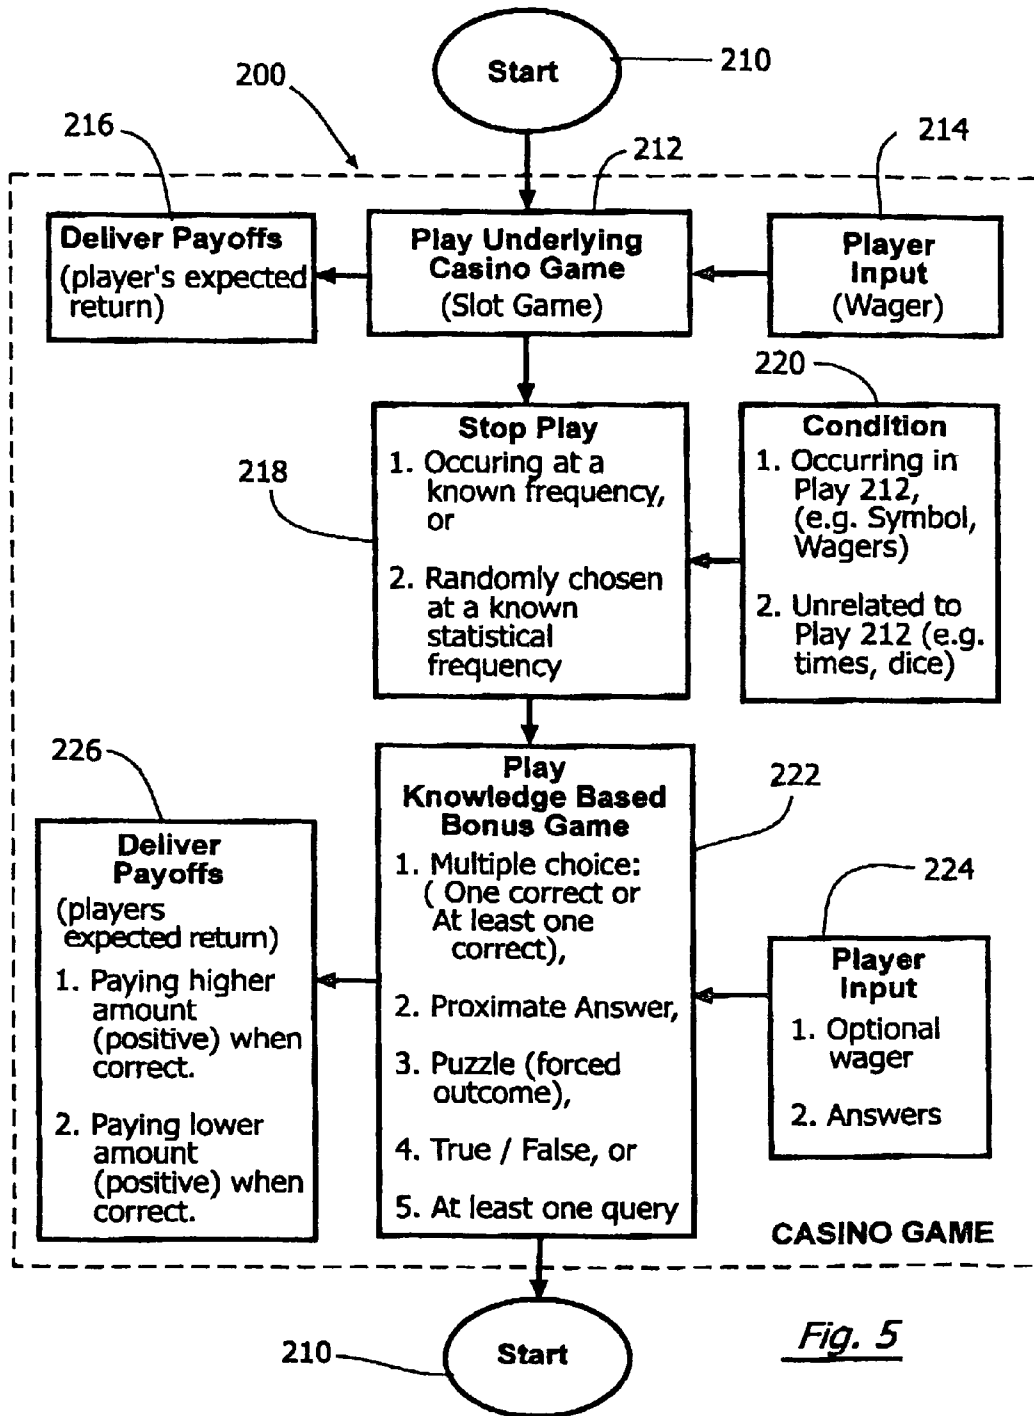 Start
210
200
216
212
214
Deliver Payoffs
(player's expected
return)
Play Underlying
Casino Game
(Slot Game)
Player
Input
(Wager)
220
218
Stop Play
1. Occuring at a
known frequency,
or
2. Randomly chosen
at a known
statistical
frequency
Condition
1. Occurring in
Play 212,
(e.g. Symbol,
Wagers)
2. Unrelated to
Play 212 (e.g.
times, dice)
226
222
224
Play
Knowledge Based
Bonus Game
1. Multiple choice:
( One correct or
At least one
correct),
2. Proximate Answer,
3. Puzzle (forced
outcome),
4. True / False, or
5. At least one query
Deliver
Payoffs
(players
expected return)
1. Paying higher
amount
(positive) when
correct.
2. Paying lower
amount
(positive) when
correct.
Player
Input
1. Optional
wager
2. Answers
CASINO GAME
210
Start
Fig. 5